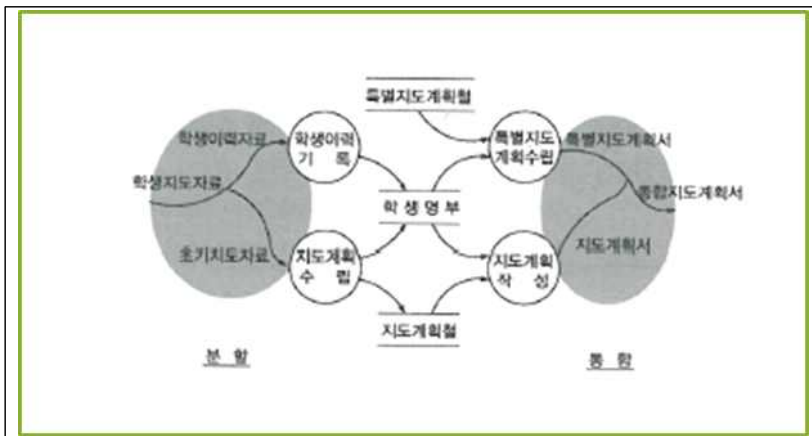 특별지도계획철
학생이력자료
학생이력
기 록
특별지도
계획수립
특별지도계획서
학생지도자료
학 생 명 부
통합지도계획서
초기지도자료
지도계획
수 립
지도계획
작 성
지도계획서
지도계획철
분 할
통 합